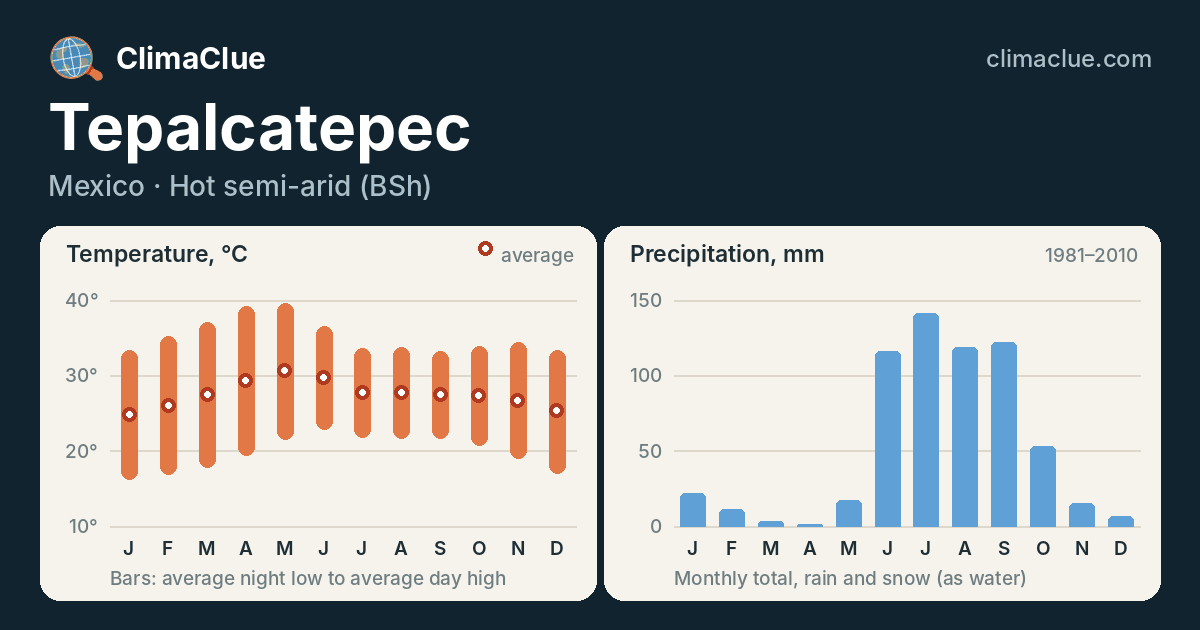 ClimaClue
climaclue.com
Tepalcatepec
Mexico · Hot semi-arid (BSh)
Temperature, °C
average
40°
30°
20°
10°
J F M A M J J A S O N D
Bars: average night low to average day high
Precipitation, mm
1981–2010
150
100
50
0
J F M A M J J A S O N D
Monthly total, rain and snow (as water)